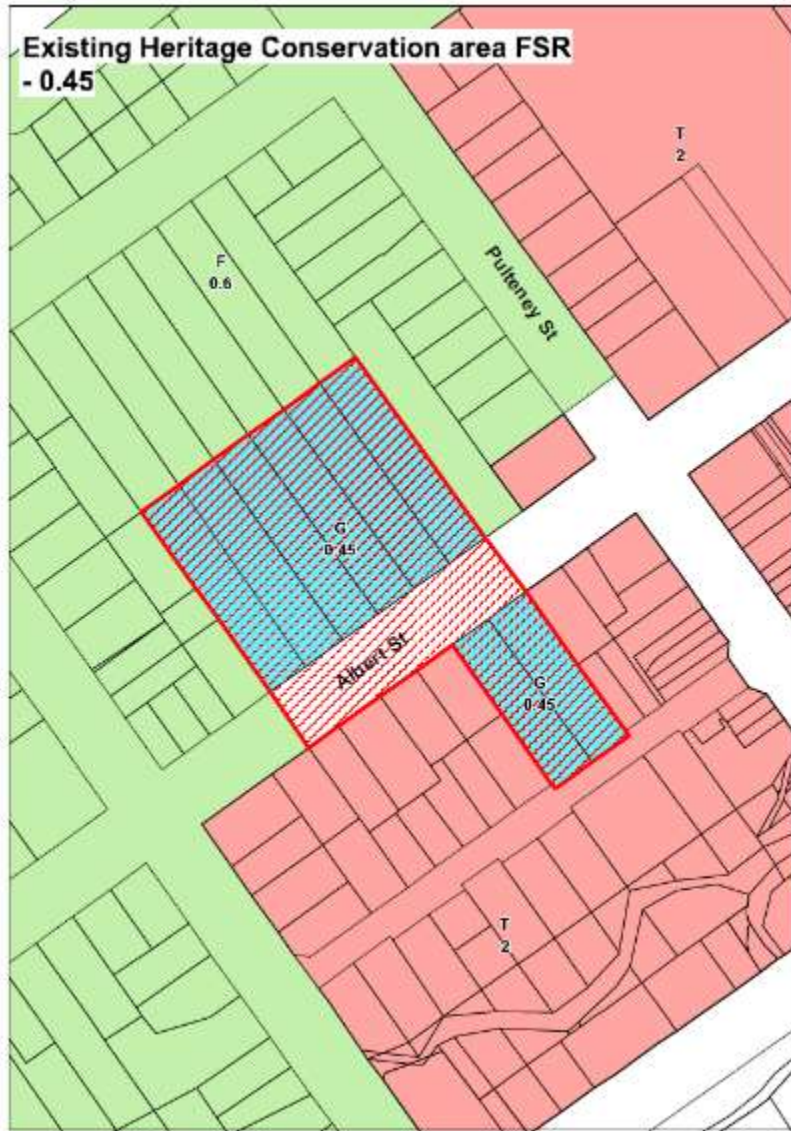 Existing Heritage Conservation area FSR
- 0.45
T
2
Pulteney St
F
0.6
G
0.45
Albert St
G
0.45
T
2